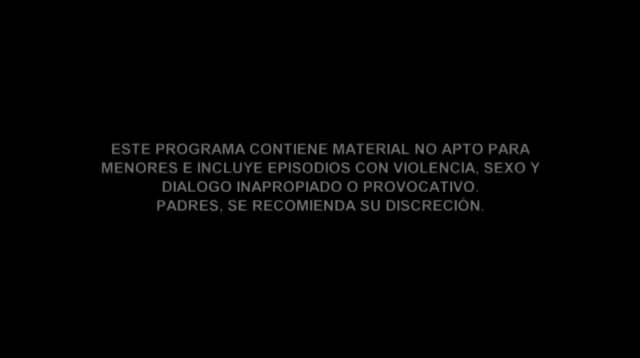 ESTE PROGRAMA CONTIENE MATERIAL NO APTO PARA
MENORES E INCLUYE EPISODIOS CON VIOLENCIA, SEXO Y
DIALOGO INAPROPIADO O PROVOCATIVO.
PADRES, SE RECOMIENDA SU DISCRECIÓN.